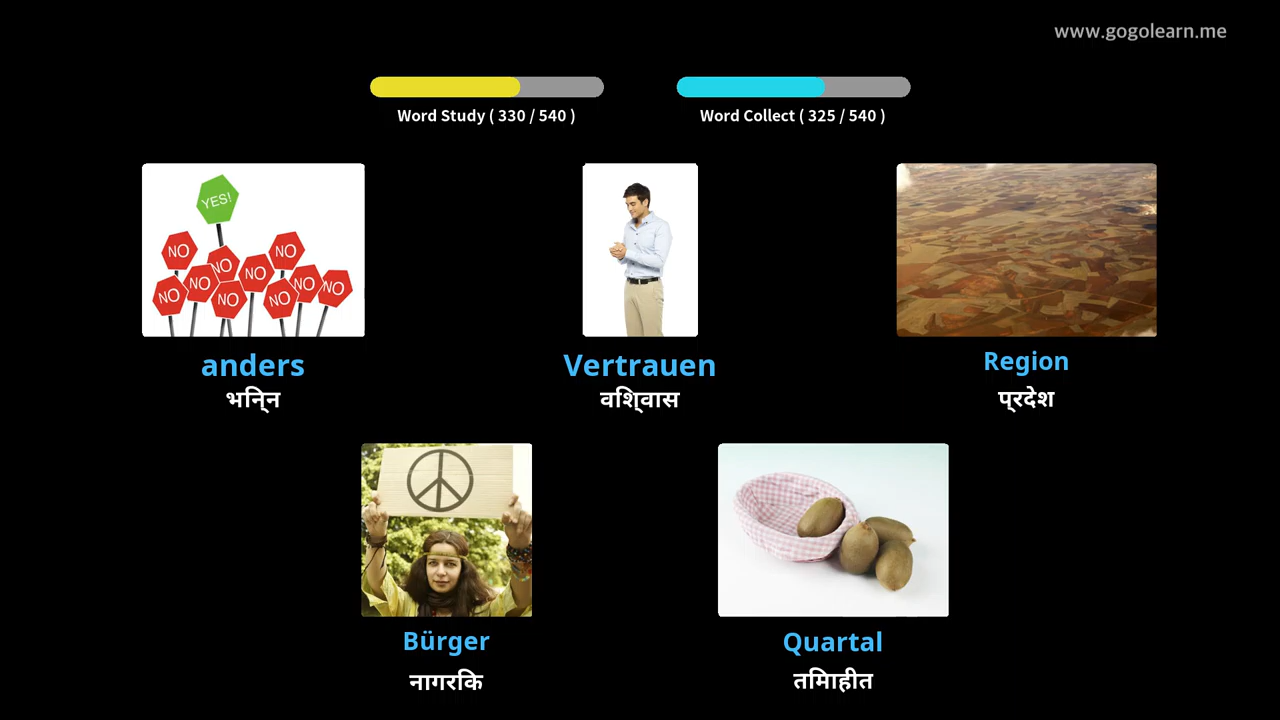 www.gogolearn.me
Word Study ( 330 / 540 )
Word Collect ( 325 / 540 )
YES!
NO
NO
NO
NO
NO
NO
NO
NO
NO
NO
anders
भनि्न
Vertrauen
वशि्वास
Region
प्‌रदेश
Bürger
नागरकि
Quartal
तमिाहीत